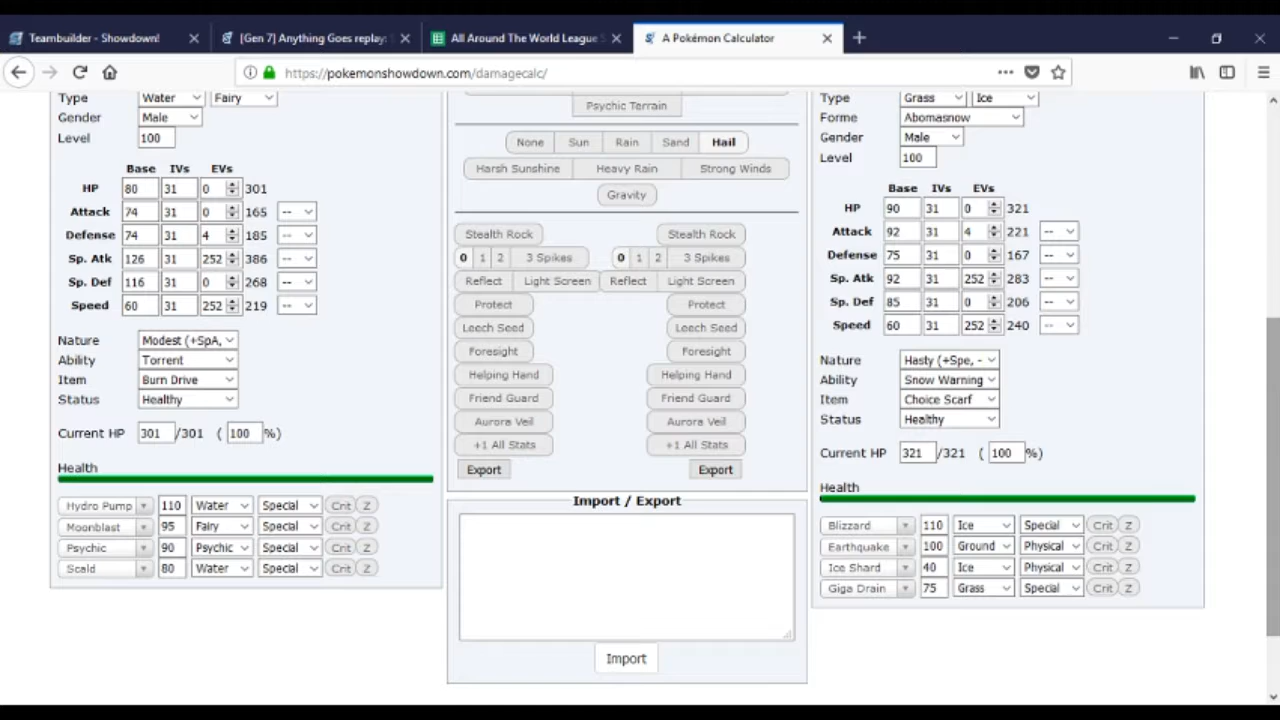 Teambuilder - Showdown!
[Gen 7] Anything Goes replay:
All Around The World League
A Pokémon Calculator
https://pokemonshowdown.com/damagecalc/
Type Water Fairy
Gender Male
Level 100
Base IVs EVs
HP 80 31 0 301
Attack 74 31 0 165 --
Defense 74 31 4 185 --
Sp. Atk 126 31 252 386 --
Sp. Def 116 31 0 268 --
Speed 60 31 252 219 --
Nature Modest (+SpA,
Ability Torrent
Item Burn Drive
Status Healthy
Current HP 301 /301 ( 100 %)
Health
Hydro Pump 110 Water Special Crit Z
Moonblast 95 Fairy Special Crit Z
Psychic 90 Psychic Special Crit Z
Scald 80 Water Special Crit Z
Psychic Terrain
None Sun Rain Sand Hail
Harsh Sunshine Heavy Rain Strong Winds
Gravity
Stealth Rock Stealth Rock
0 1 2 3 Spikes 0 1 2 3 Spikes
Reflect Light Screen Reflect Light Screen
Protect Protect
Leech Seed Leech Seed
Foresight Foresight
Helping Hand Helping Hand
Friend Guard Friend Guard
Aurora Veil Aurora Veil
+1 All Stats +1 All Stats
Export Export
Import / Export
Import
Type Grass Ice
Forme Abomasnow
Gender Male
Level 100
Base IVs EVs
HP 90 31 0 321
Attack 92 31 4 221 --
Defense 75 31 0 167 --
Sp. Atk 92 31 252 283 --
Sp. Def 85 31 0 206 --
Speed 60 31 252 240 --
Nature Hasty (+Spe, -
Ability Snow Warning
Item Choice Scarf
Status Healthy
Current HP 321 /321 ( 100 %)
Health
Blizzard 110 Ice Special Crit Z
Earthquake 100 Ground Physical Crit Z
Ice Shard 40 Ice Physical Crit Z
Giga Drain 75 Grass Special Crit Z